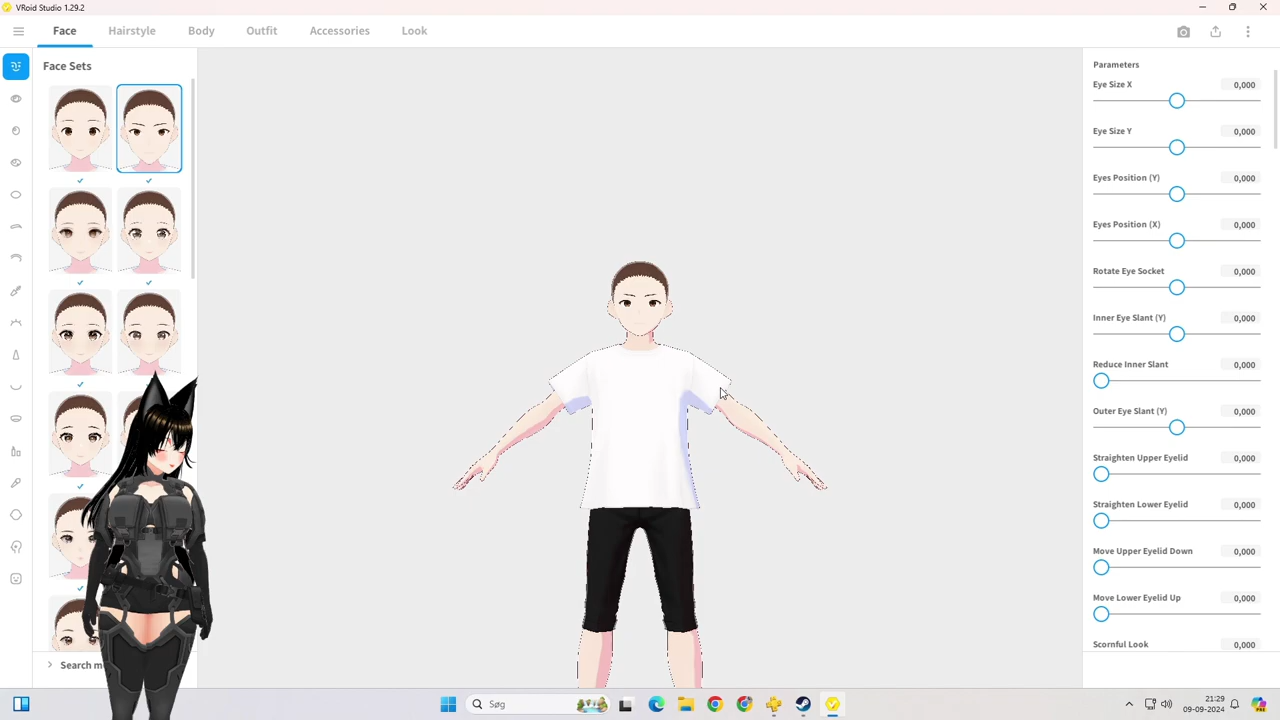 VRoid Studio 1.29.2
Face Hairstyle Body Outfit Accessories Look
Face Sets
Parameters
Eye Size X 0,000
Eye Size Y 0,000
Eyes Position (Y) 0,000
Eyes Position (X) 0,000
Rotate Eye Socket 0,000
Inner Eye Slant (Y) 0,000
Reduce Inner Slant 0,000
Outer Eye Slant (Y) 0,000
Straighten Upper Eyelid 0,000
Straighten Lower Eyelid 0,000
Move Upper Eyelid Down 0,000
Move Lower Eyelid Up 0,000
Scornful Look 0,000
Search
Søg
21:29
09-09-2024